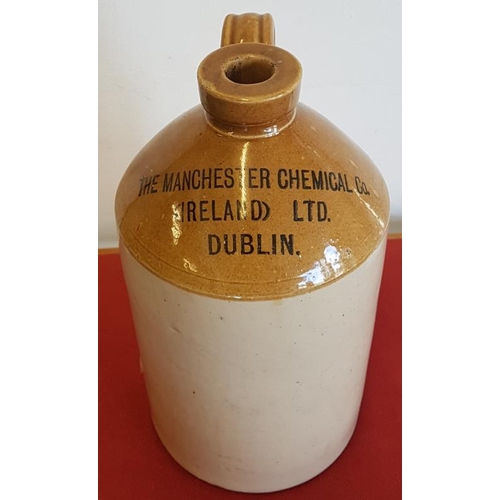 THE MANCHESTER CHEMICAL Co.
(IRELAND) LTD.
DUBLIN.